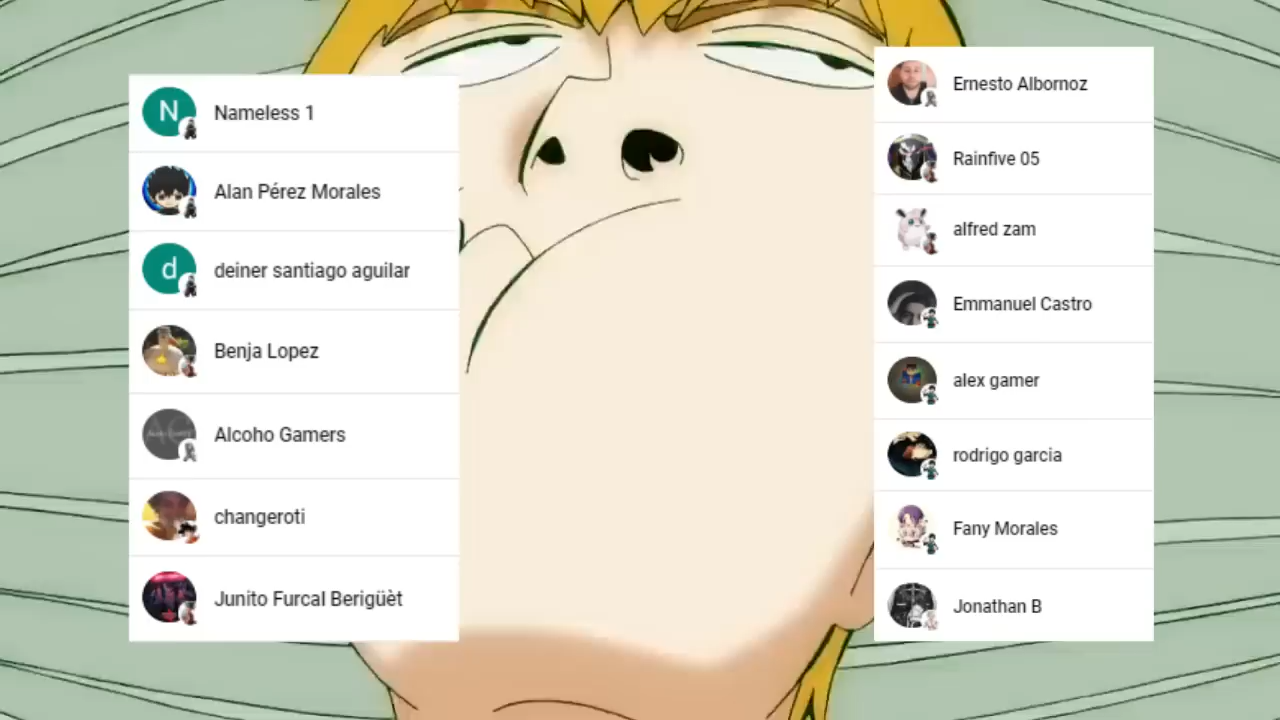 Nameless 1
Alan Pérez Morales
deiner santiago aguilar
Benja Lopez
Alcoho Gamers
changeroti
Junito Furcal Berigüèt
Ernesto Albornoz
Rainfive 05
alfred zam
Emmanuel Castro
alex gamer
rodrigo garcia
Fany Morales
Jonathan B
N
d